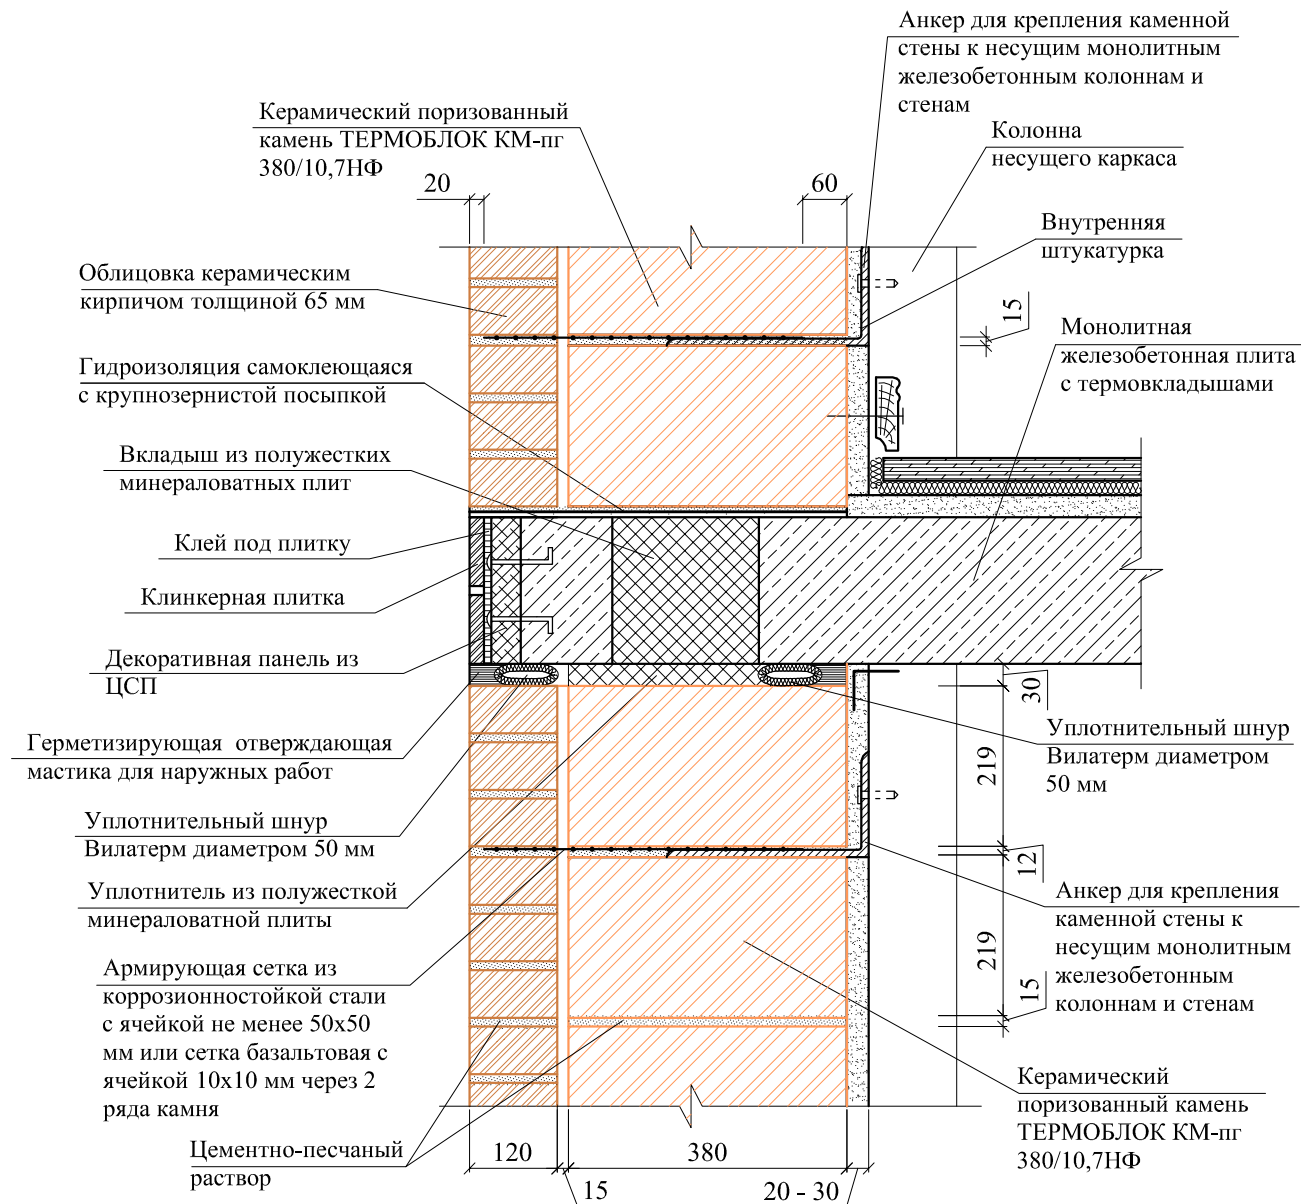 Анкер для крепления каменной
стены к несущим монолитным
железобетонным колоннам и
стенам
Керамический поризованный
камень ТЕРМОБЛОК КМ-пг
380/10,7НФ
Колонна
несущего каркаса
20
60
Внутренняя
штукатурка
Облицовка керамическим
кирпичом толщиной 65 мм
15
Монолитная
железобетонная плита
с термовкладышами
Гидроизоляция самоклеющаяся
с крупнозернистой посыпкой
Вкладыш из полужестких
минераловатных плит
Клей под плитку
Клинкерная плитка
Декоративная панель из
ЦСП
30
Герметизирующая отверждающая
мастика для наружных работ
219
Уплотнительный шнур
Вилатерм диаметром
50 мм
Уплотнительный шнур
Вилатерм диаметром 50 мм
12
Уплотнитель из полужесткой
минераловатной плиты
Анкер для крепления
каменной стены к
несущим монолитным
железобетонным
колоннам и стенам
219
15
Армирующая сетка из
коррозионностойкой стали
с ячейкой не менее 50x50
мм или сетка базальтовая с
ячейкой 10x10 мм через 2
ряда камня
Керамический
поризованный камень
ТЕРМОБЛОК КМ-пг
380/10,7НФ
Цементно-песчаный
раствор
120
380
15
20 - 30